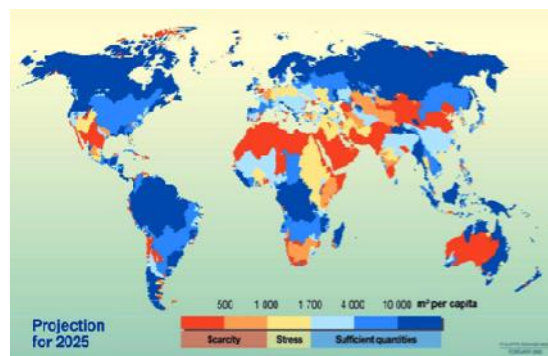 500 1 000 1 700 4 000 10 000 m³ per capita
Projection
for 2025
Scarcity Stress Sufficient quantities